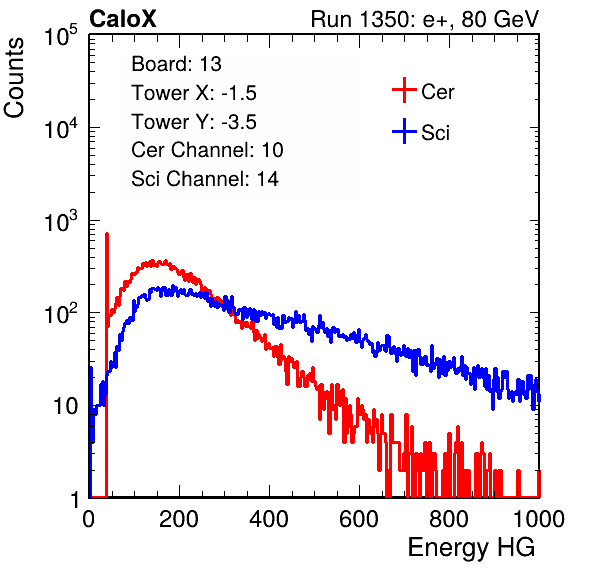 CaloX Run 1350: e+, 80 GeV
Counts
10^5
10^4
10^3
10^2
10
1
Board: 13
Tower X: -1.5
Tower Y: -3.5
Cer Channel: 10
Sci Channel: 14
Cer
Sci
0 200 400 600 800 1000
Energy HG